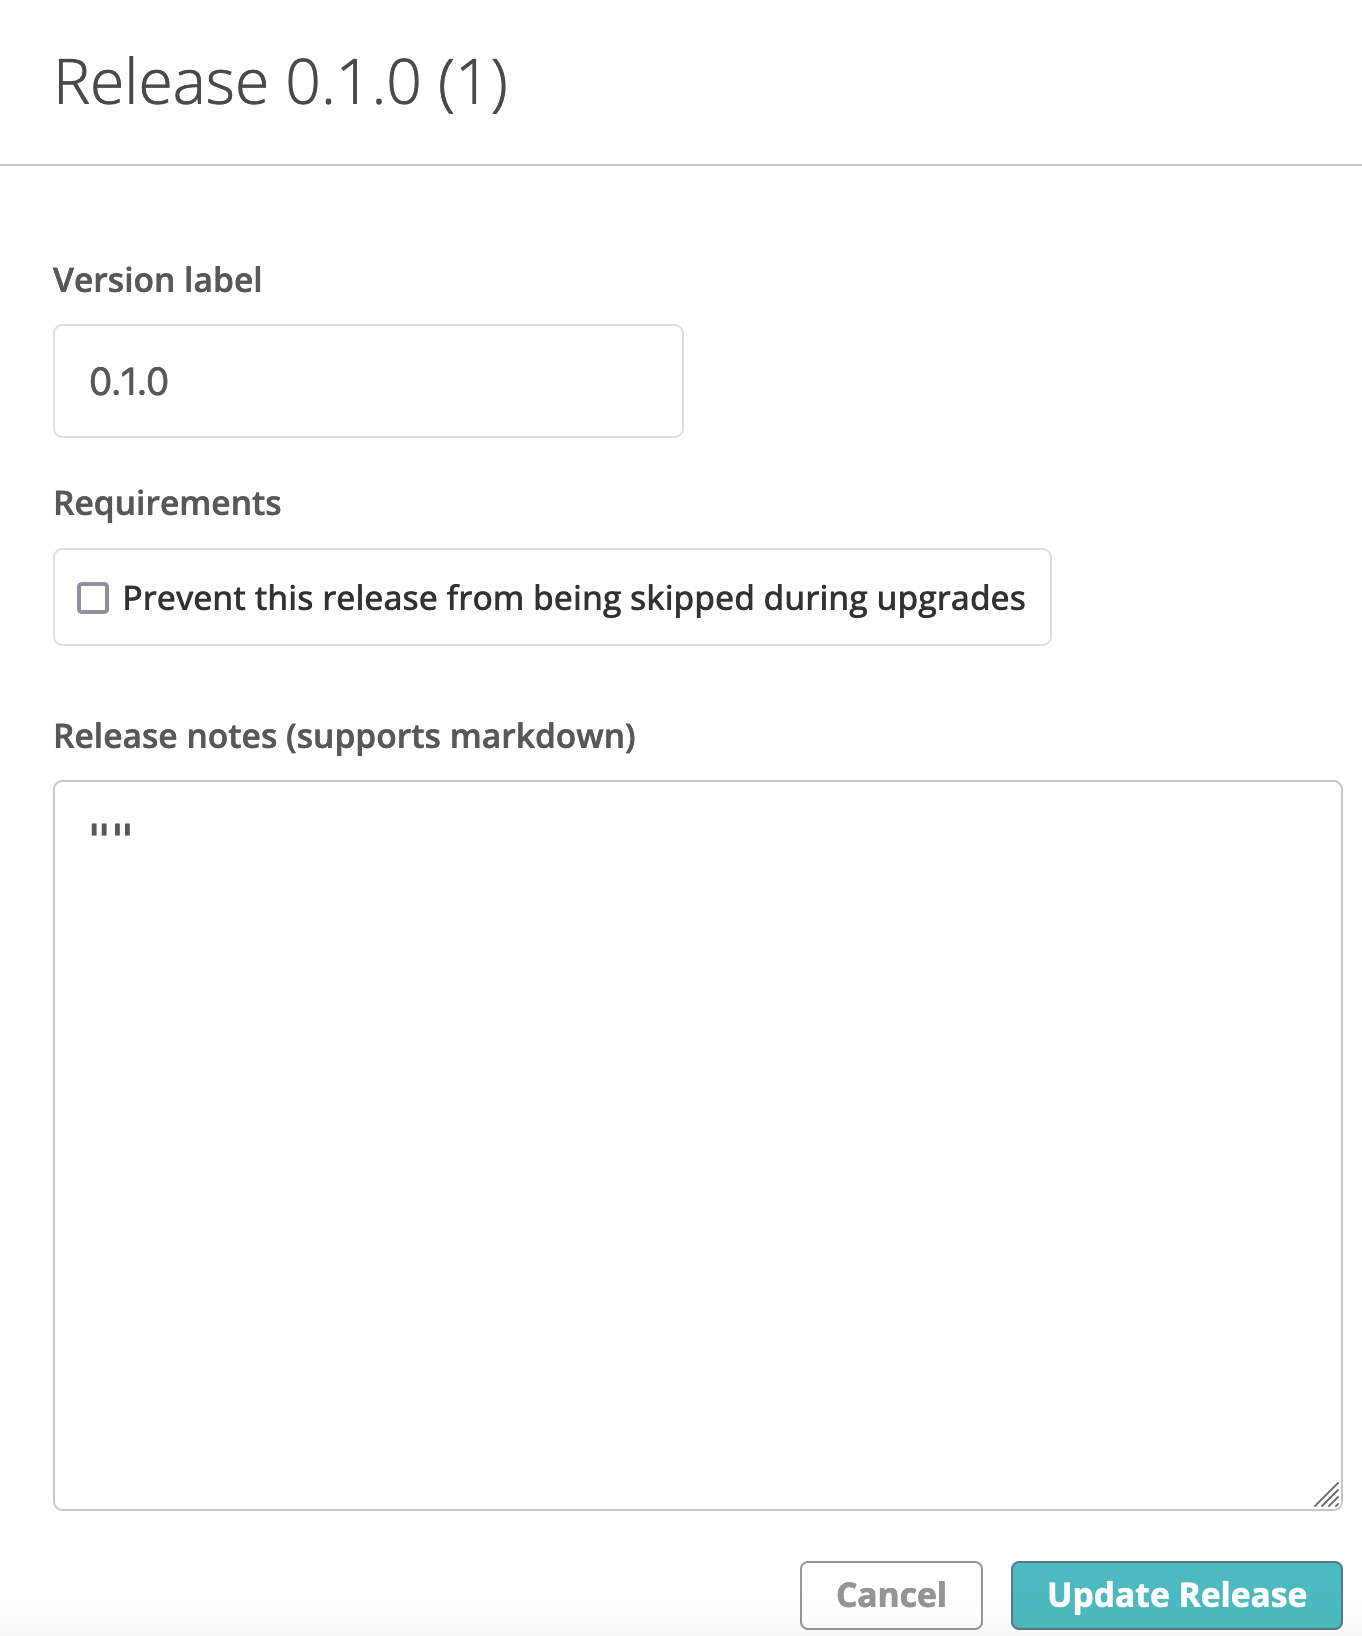 Release 0.1.0 (1)
Version label
0.1.0
Requirements
Prevent this release from being skipped during upgrades
Release notes (supports markdown)
""
Cancel
Update Release